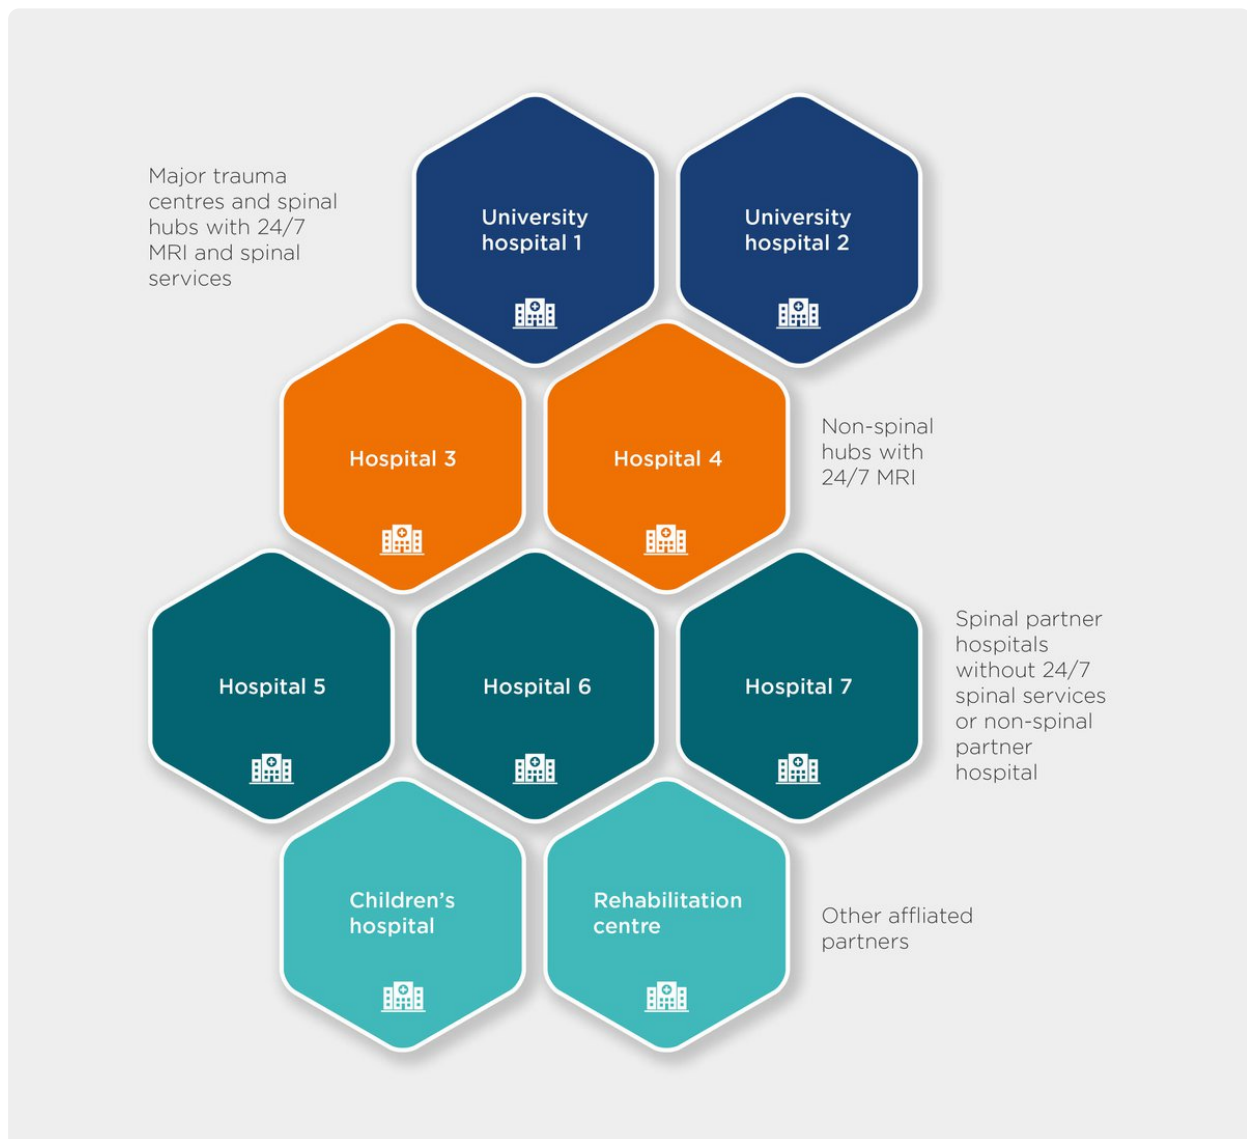 Major trauma
centres and spinal
hubs with 24/7
MRI and spinal
services
University
hospital 1
University
hospital 2
Hospital 3
Hospital 4
Non-spinal
hubs with
24/7 MRI
Hospital 5
Hospital 6
Hospital 7
Spinal partner
hospitals
without 24/7
spinal services
or non-spinal
partner
hospital
Children’s
hospital
Rehabilitation
centre
Other affliated
partners